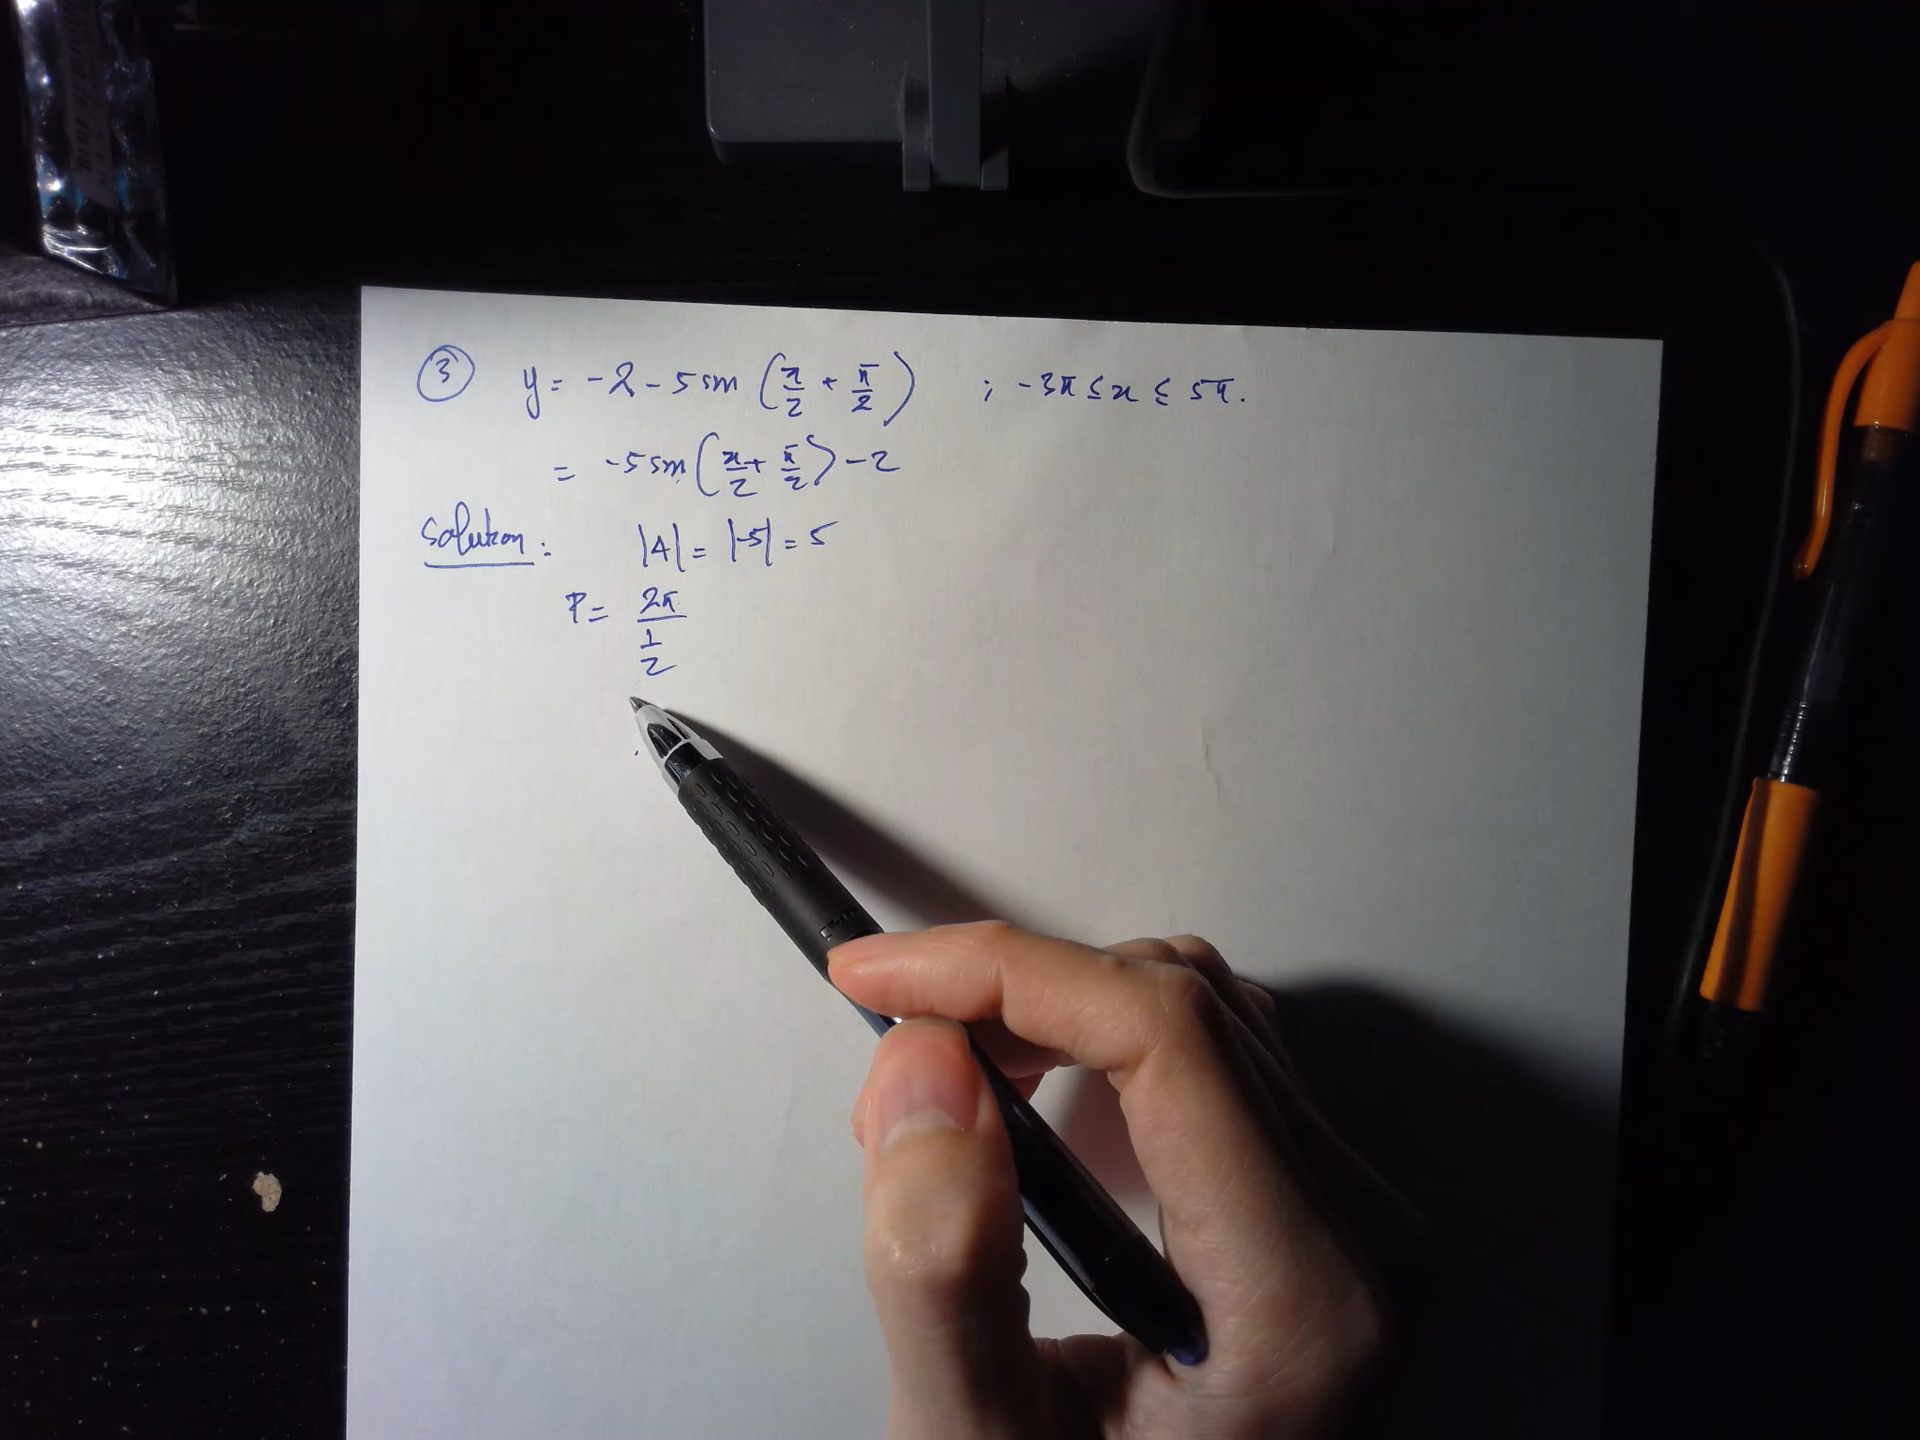 ③ y = -2 - 5 sin (x/2 + π/2) ; -3π ≤ x ≤ 5π.
= -5 sin (x/2 + π/2) - 2
Solution: |A| = |-5| = 5
P = 2π / (1/2)